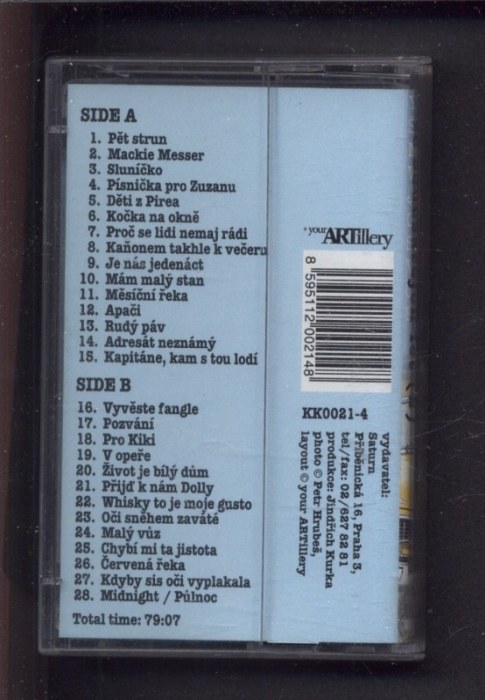 SIDE A
1. Pět strun
2. Mackie Messer
3. Sluníčko
4. Písnička pro Zuzanu
5. Děti z Pirea
6. Kočka na okně
7. Proč se lidi nemaj rádi
8. Kaňonem takhle k večeru
9. Je nás jedenáct
10. Mám malý stan
11. Měsíční řeka
12. Apači
13. Rudý páv
14. Adresát neznámý
15. Kapitáne, kam s tou lodí
SIDE B
16. Vyvěste fangle
17. Pozvání
18. Pro Kiki
19. V opeře
20. Život je bílý dům
21. Přijď k nám Dolly
22. Whisky to je moje gusto
23. Oči sněhem zaváté
24. Malý vůz
25. Chybí mi ta jistota
26. Červená řeka
27. Kdyby sis oči vyplakala
28. Midnight / Půlnoc
Total time: 79:07
your ARTillery
8 595112 002148
KK0021-4
vydavatel:
Saturn
Příběnická 16, Praha 3,
tel/fax: 02/627 82 81
produkce: Jindřich Kurka
photo © Petr Hrubeš,
layout © your ARTillery